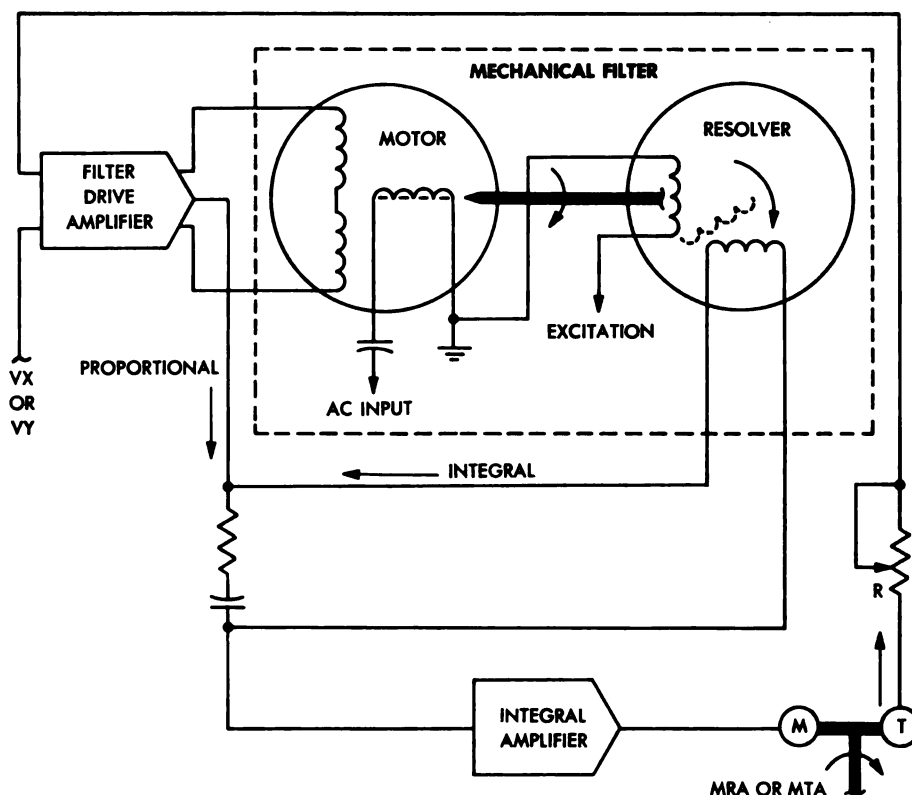 MECHANICAL FILTER
MOTOR
RESOLVER
FILTER
DRIVE
AMPLIFIER
EXCITATION
PROPORTIONAL
VX
OR
VY
AC INPUT
INTEGRAL
R
INTEGRAL
AMPLIFIER
M
T
MRA OR MTA